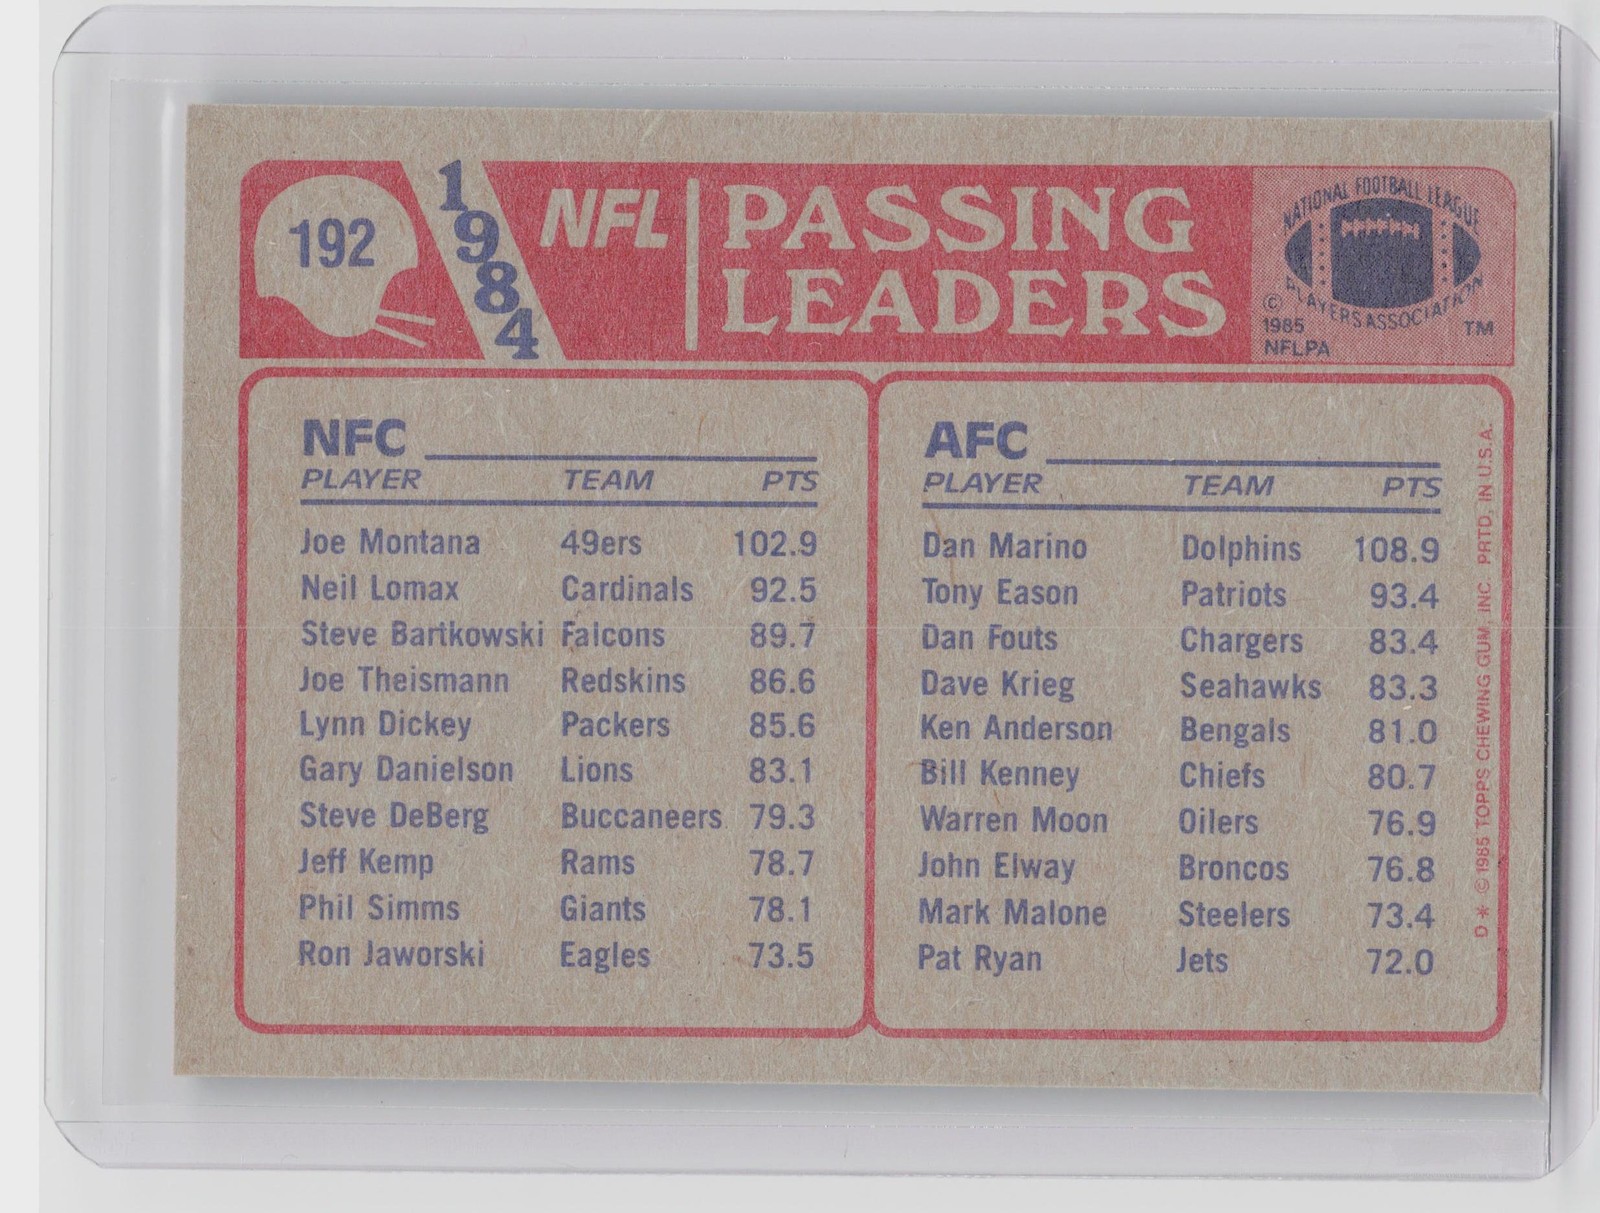 192
1984
NFL
PASSING
LEADERS
NATIONAL FOOTBALL LEAGUE
PLAYERS ASSOCIATION
©
1985
NFLPA
TM
NFC
PLAYER TEAM PTS
Joe Montana 49ers 102.9
Neil Lomax Cardinals 92.5
Steve Bartkowski Falcons 89.7
Joe Theismann Redskins 86.6
Lynn Dickey Packers 85.6
Gary Danielson Lions 83.1
Steve DeBerg Buccaneers 79.3
Jeff Kemp Rams 78.7
Phil Simms Giants 78.1
Ron Jaworski Eagles 73.5
AFC
PLAYER TEAM PTS
Dan Marino Dolphins 108.9
Tony Eason Patriots 93.4
Dan Fouts Chargers 83.4
Dave Krieg Seahawks 83.3
Ken Anderson Bengals 81.0
Bill Kenney Chiefs 80.7
Warren Moon Oilers 76.9
John Elway Broncos 76.8
Mark Malone Steelers 73.4
Pat Ryan Jets 72.0
D * © 1985 TOPPS CHEWING GUM, INC. PRTD. IN U.S.A.